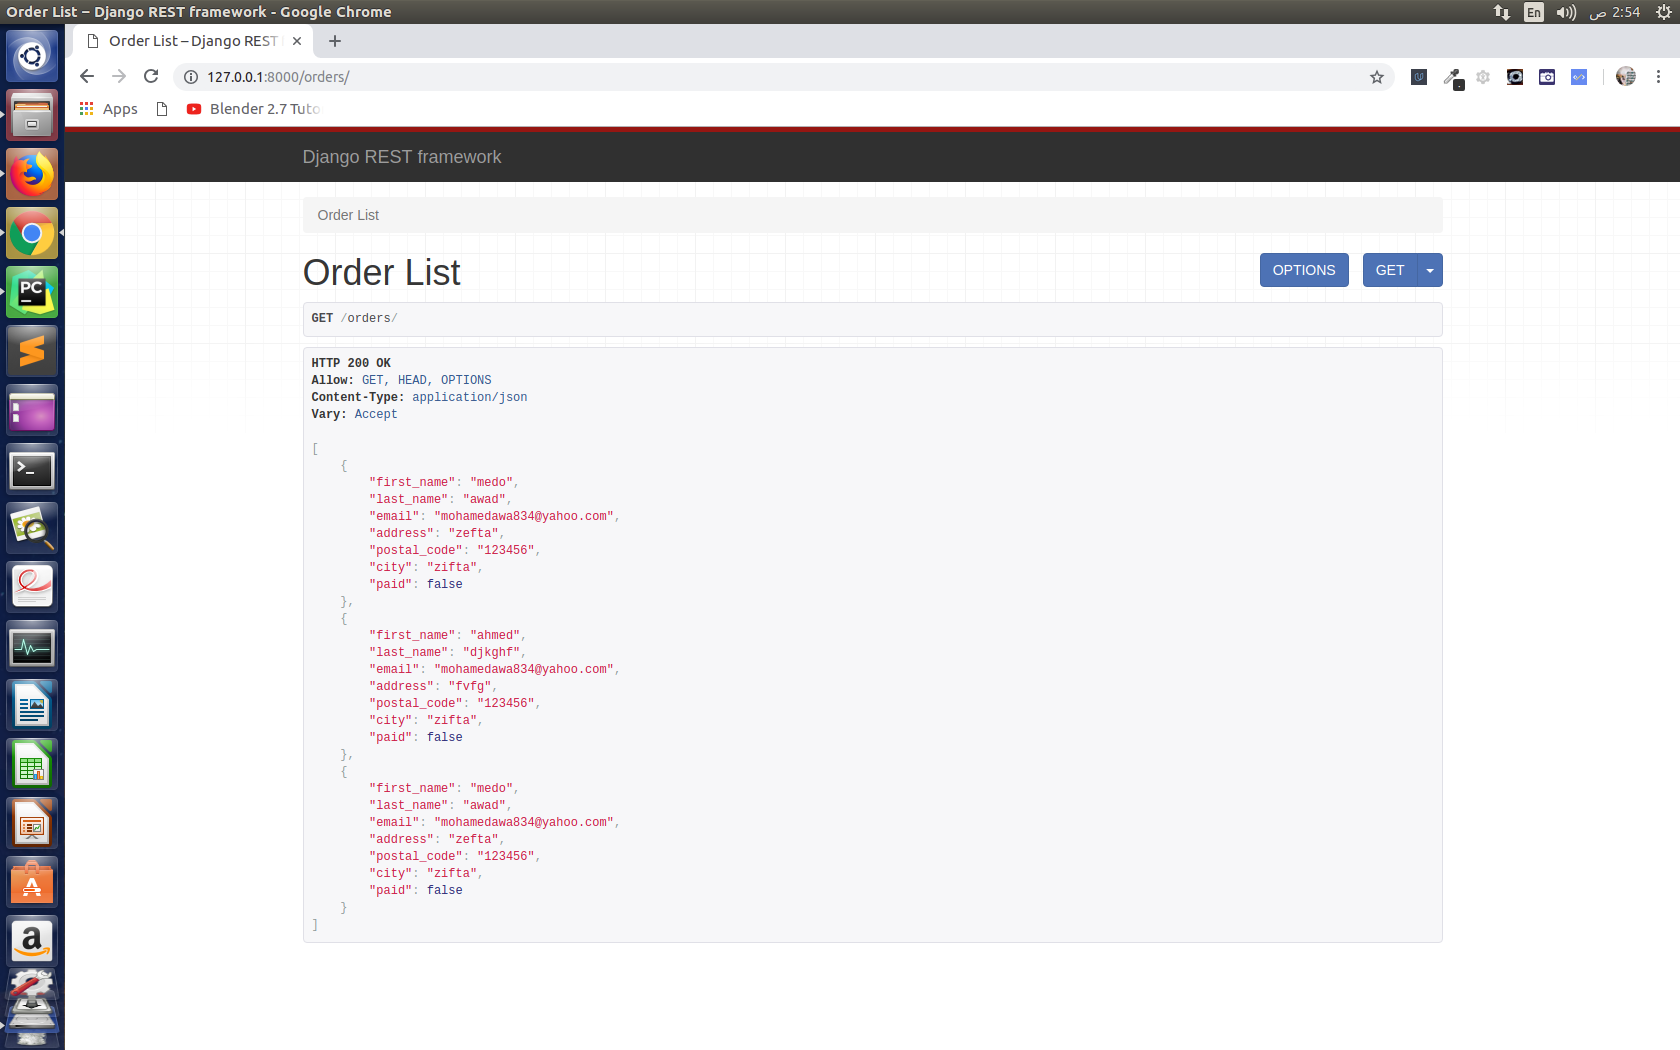 Order List – Django REST framework - Google Chrome
En
2:54 ص
Order List – Django REST
127.0.0.1:8000/orders/
Apps
Blender 2.7 Tuto
Django REST framework
Order List
Order List
OPTIONS
GET
GET /orders/
HTTP 200 OK
Allow: GET, HEAD, OPTIONS
Content-Type: application/json
Vary: Accept
[
    {
        "first_name": "medo",
        "last_name": "awad",
        "email": "mohamedawa834@yahoo.com",
        "address": "zefta",
        "postal_code": "123456",
        "city": "zifta",
        "paid": false
    },
    {
        "first_name": "ahmed",
        "last_name": "djkghf",
        "email": "mohamedawa834@yahoo.com",
        "address": "fvfg",
        "postal_code": "123456",
        "city": "zifta",
        "paid": false
    },
    {
        "first_name": "medo",
        "last_name": "awad",
        "email": "mohamedawa834@yahoo.com",
        "address": "zefta",
        "postal_code": "123456",
        "city": "zifta",
        "paid": false
    }
]
PC
>_
a